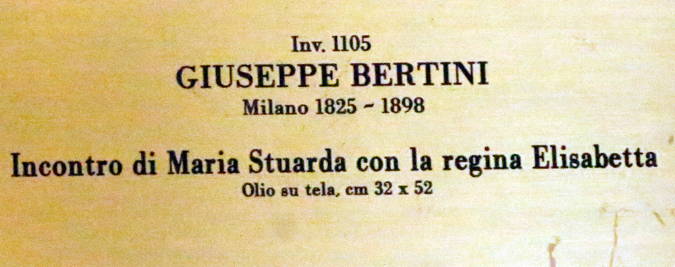 Inv. 1105
GIUSEPPE BERTINI
Milano 1825 ~ 1898
Incontro di Maria Stuarda con la regina Elisabetta
Olio su tela, cm 32 x 52